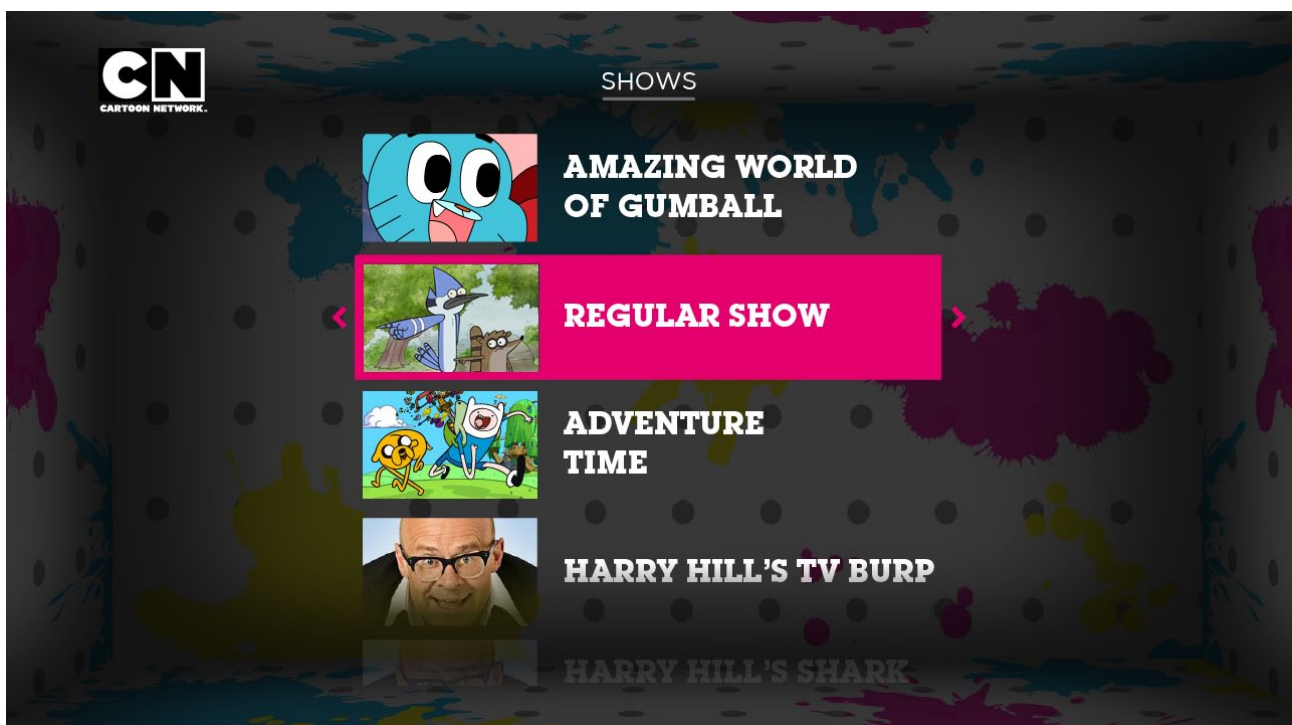 CN
CARTOON NETWORK.
SHOWS
AMAZING WORLD
OF GUMBALL
REGULAR SHOW
ADVENTURE
TIME
HARRY HILL'S TV BURP
HARRY HILL'S SHARK